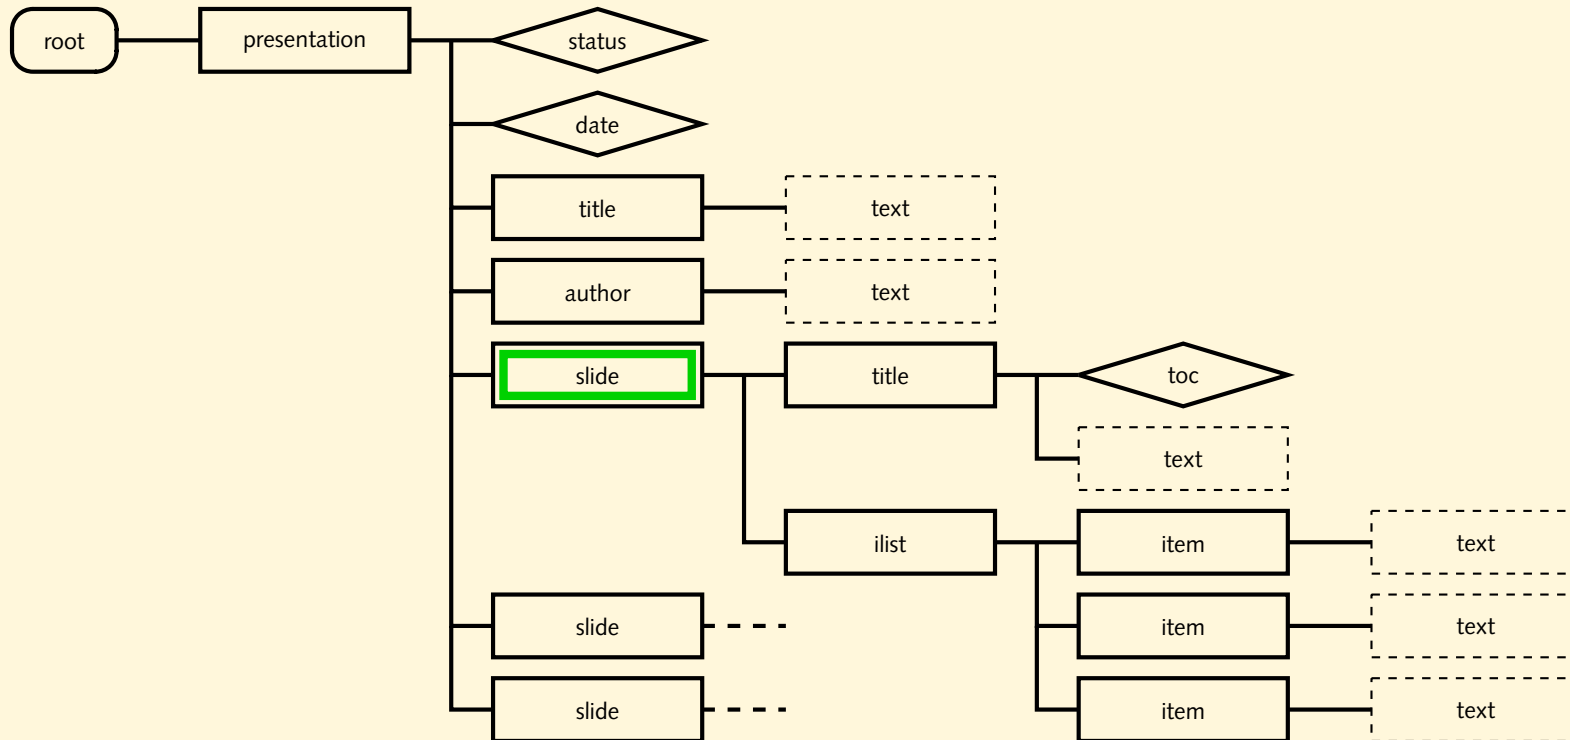 root presentation status
date
title text
author text
slide title toc
text
ilist item text
slide item text
slide item text